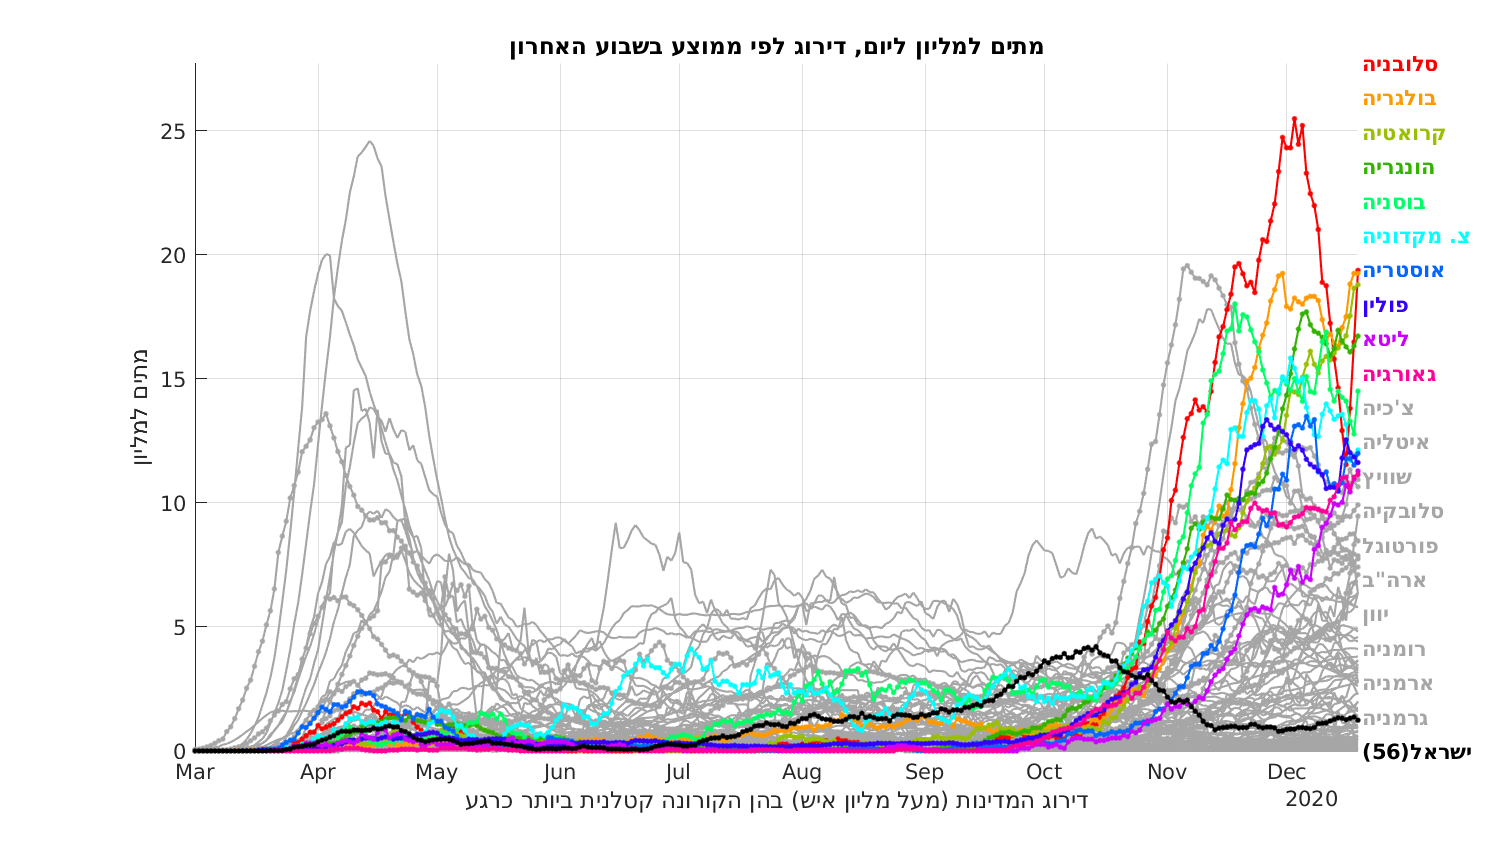 מתים למליון ליום, דירוג לפי ממוצע בשבוע האחרון
סלובניה
בולגריה
קרואטיה
הונגריה
בוסניה
צ. מקדוניה
אוסטריה
פולין
ליטא
גאורגיה
צ'כיה
איטליה
שוויץ
סלובקיה
פורטוגל
ארה"ב
יוון
רומניה
ארמניה
גרמניה
ישראל(56)
מתים למליון
25
20
15
10
5
0
Mar Apr May Jun Jul Aug Sep Oct Nov Dec
2020
דירוג המדינות (מעל מליון איש) בהן הקורונה קטלנית ביותר כרגע